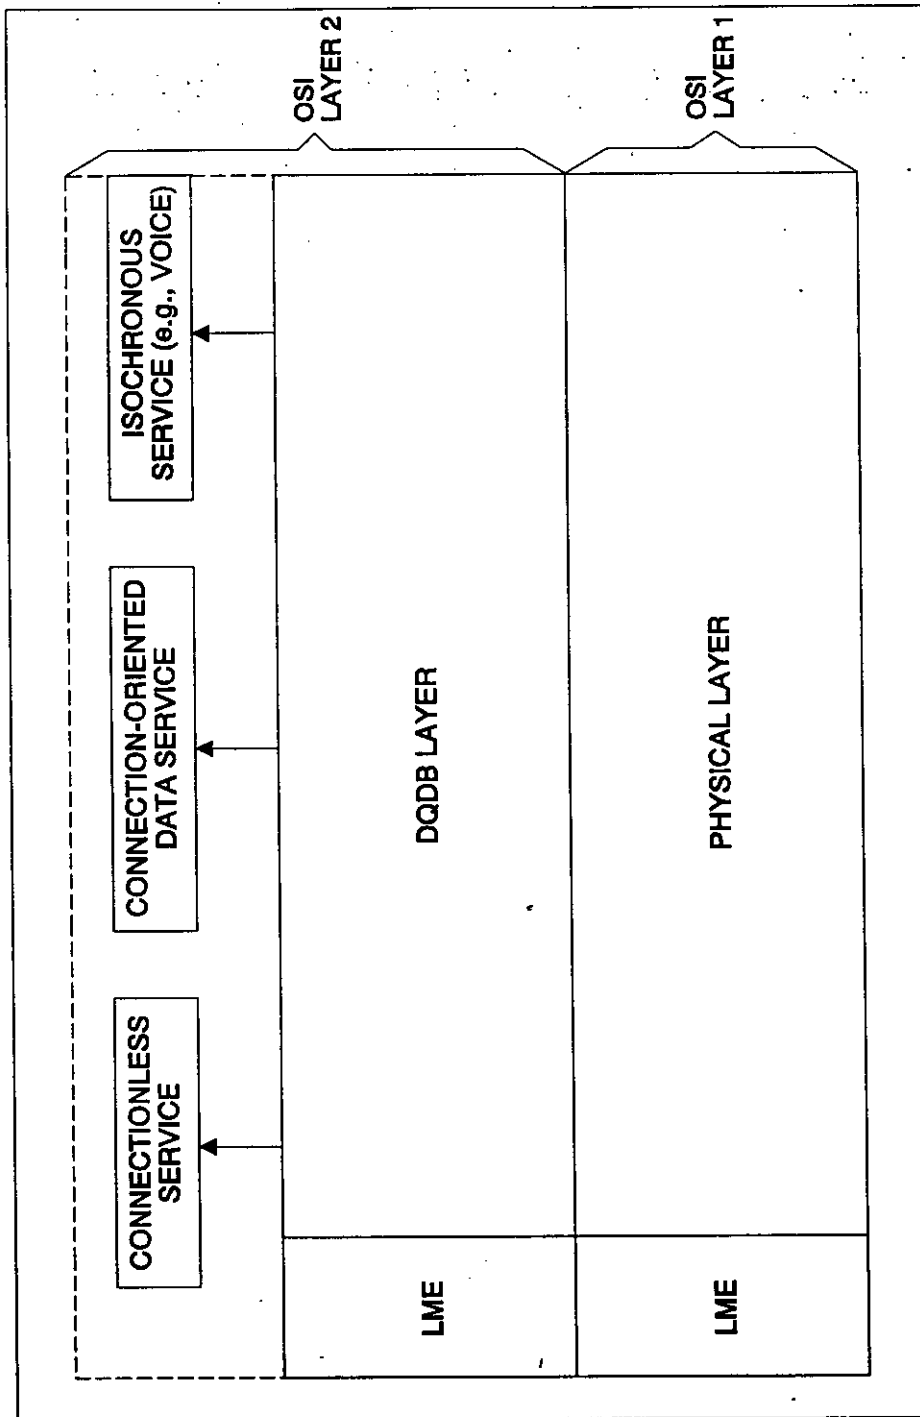 CONNECTIONLESS
SERVICE
CONNECTION-ORIENTED
DATA SERVICE
ISOCHRONOUS
SERVICE (e.g., VOICE)
OSI
LAYER 2
LME
DQDB LAYER
LME
PHYSICAL LAYER
OSI
LAYER 1